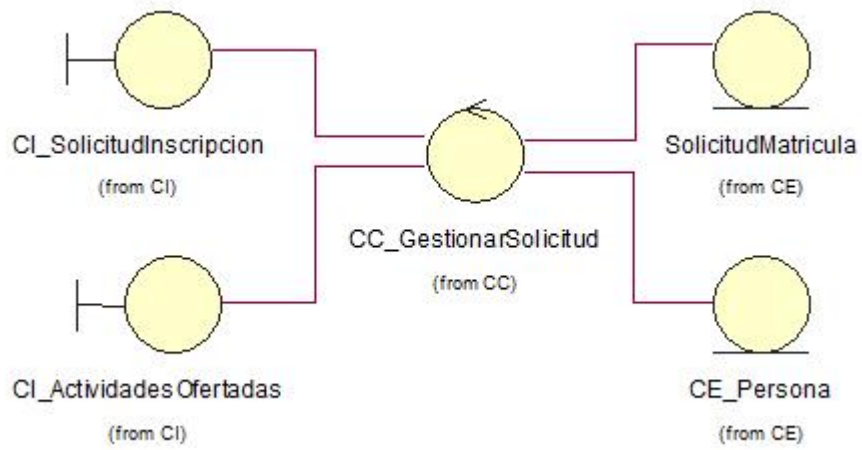 CI_SolicitudInscripcion
(from CI)
SolicitudMatricula
(from CE)
CC_GestionarSolicitud
(from CC)
CI_ActividadesOfertadas
(from CI)
CE_Persona
(from CE)